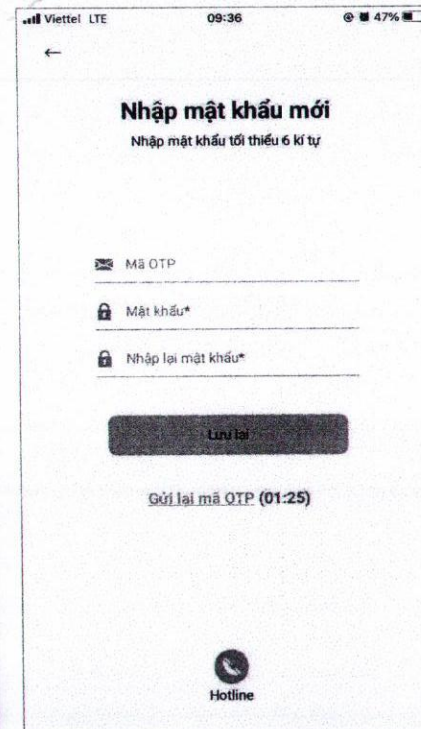 Viettel LTE 09:36 47%
Nhập mật khẩu mới
Nhập mật khẩu tối thiểu 6 kí tự
Mã OTP
Mật khẩu*
Nhập lại mật khẩu*
Lưu lại
Gửi lại mã OTP (01:25)
Hotline